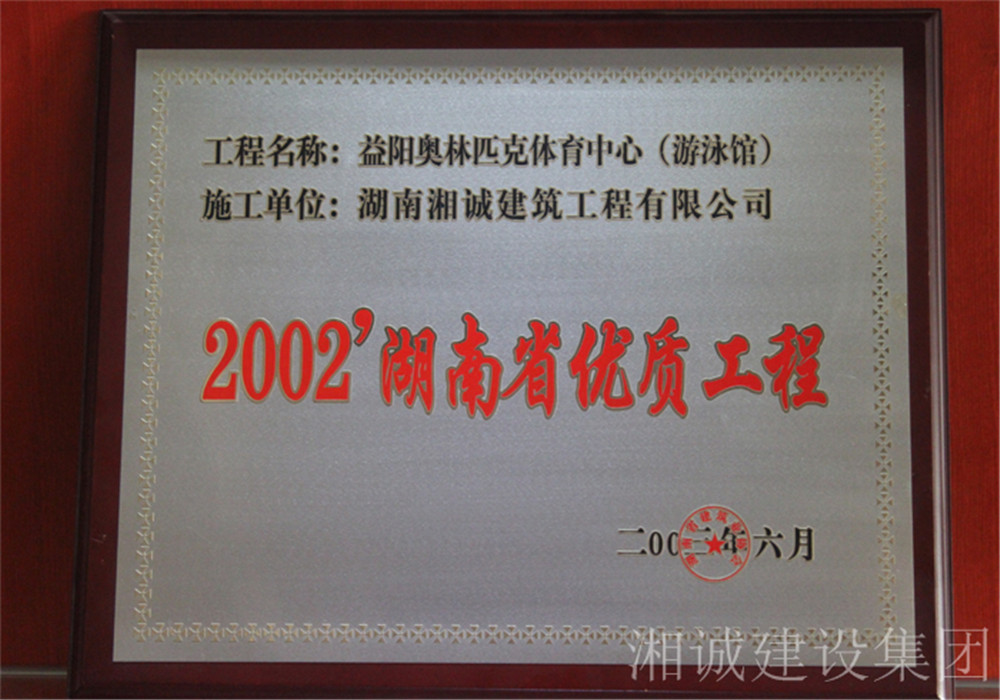 工程名称：益阳奥林匹克体育中心（游泳馆）
施工单位：湖南湘诚建筑工程有限公司
2002'湖南省优质工程
二00三年六月
湘诚建设集团